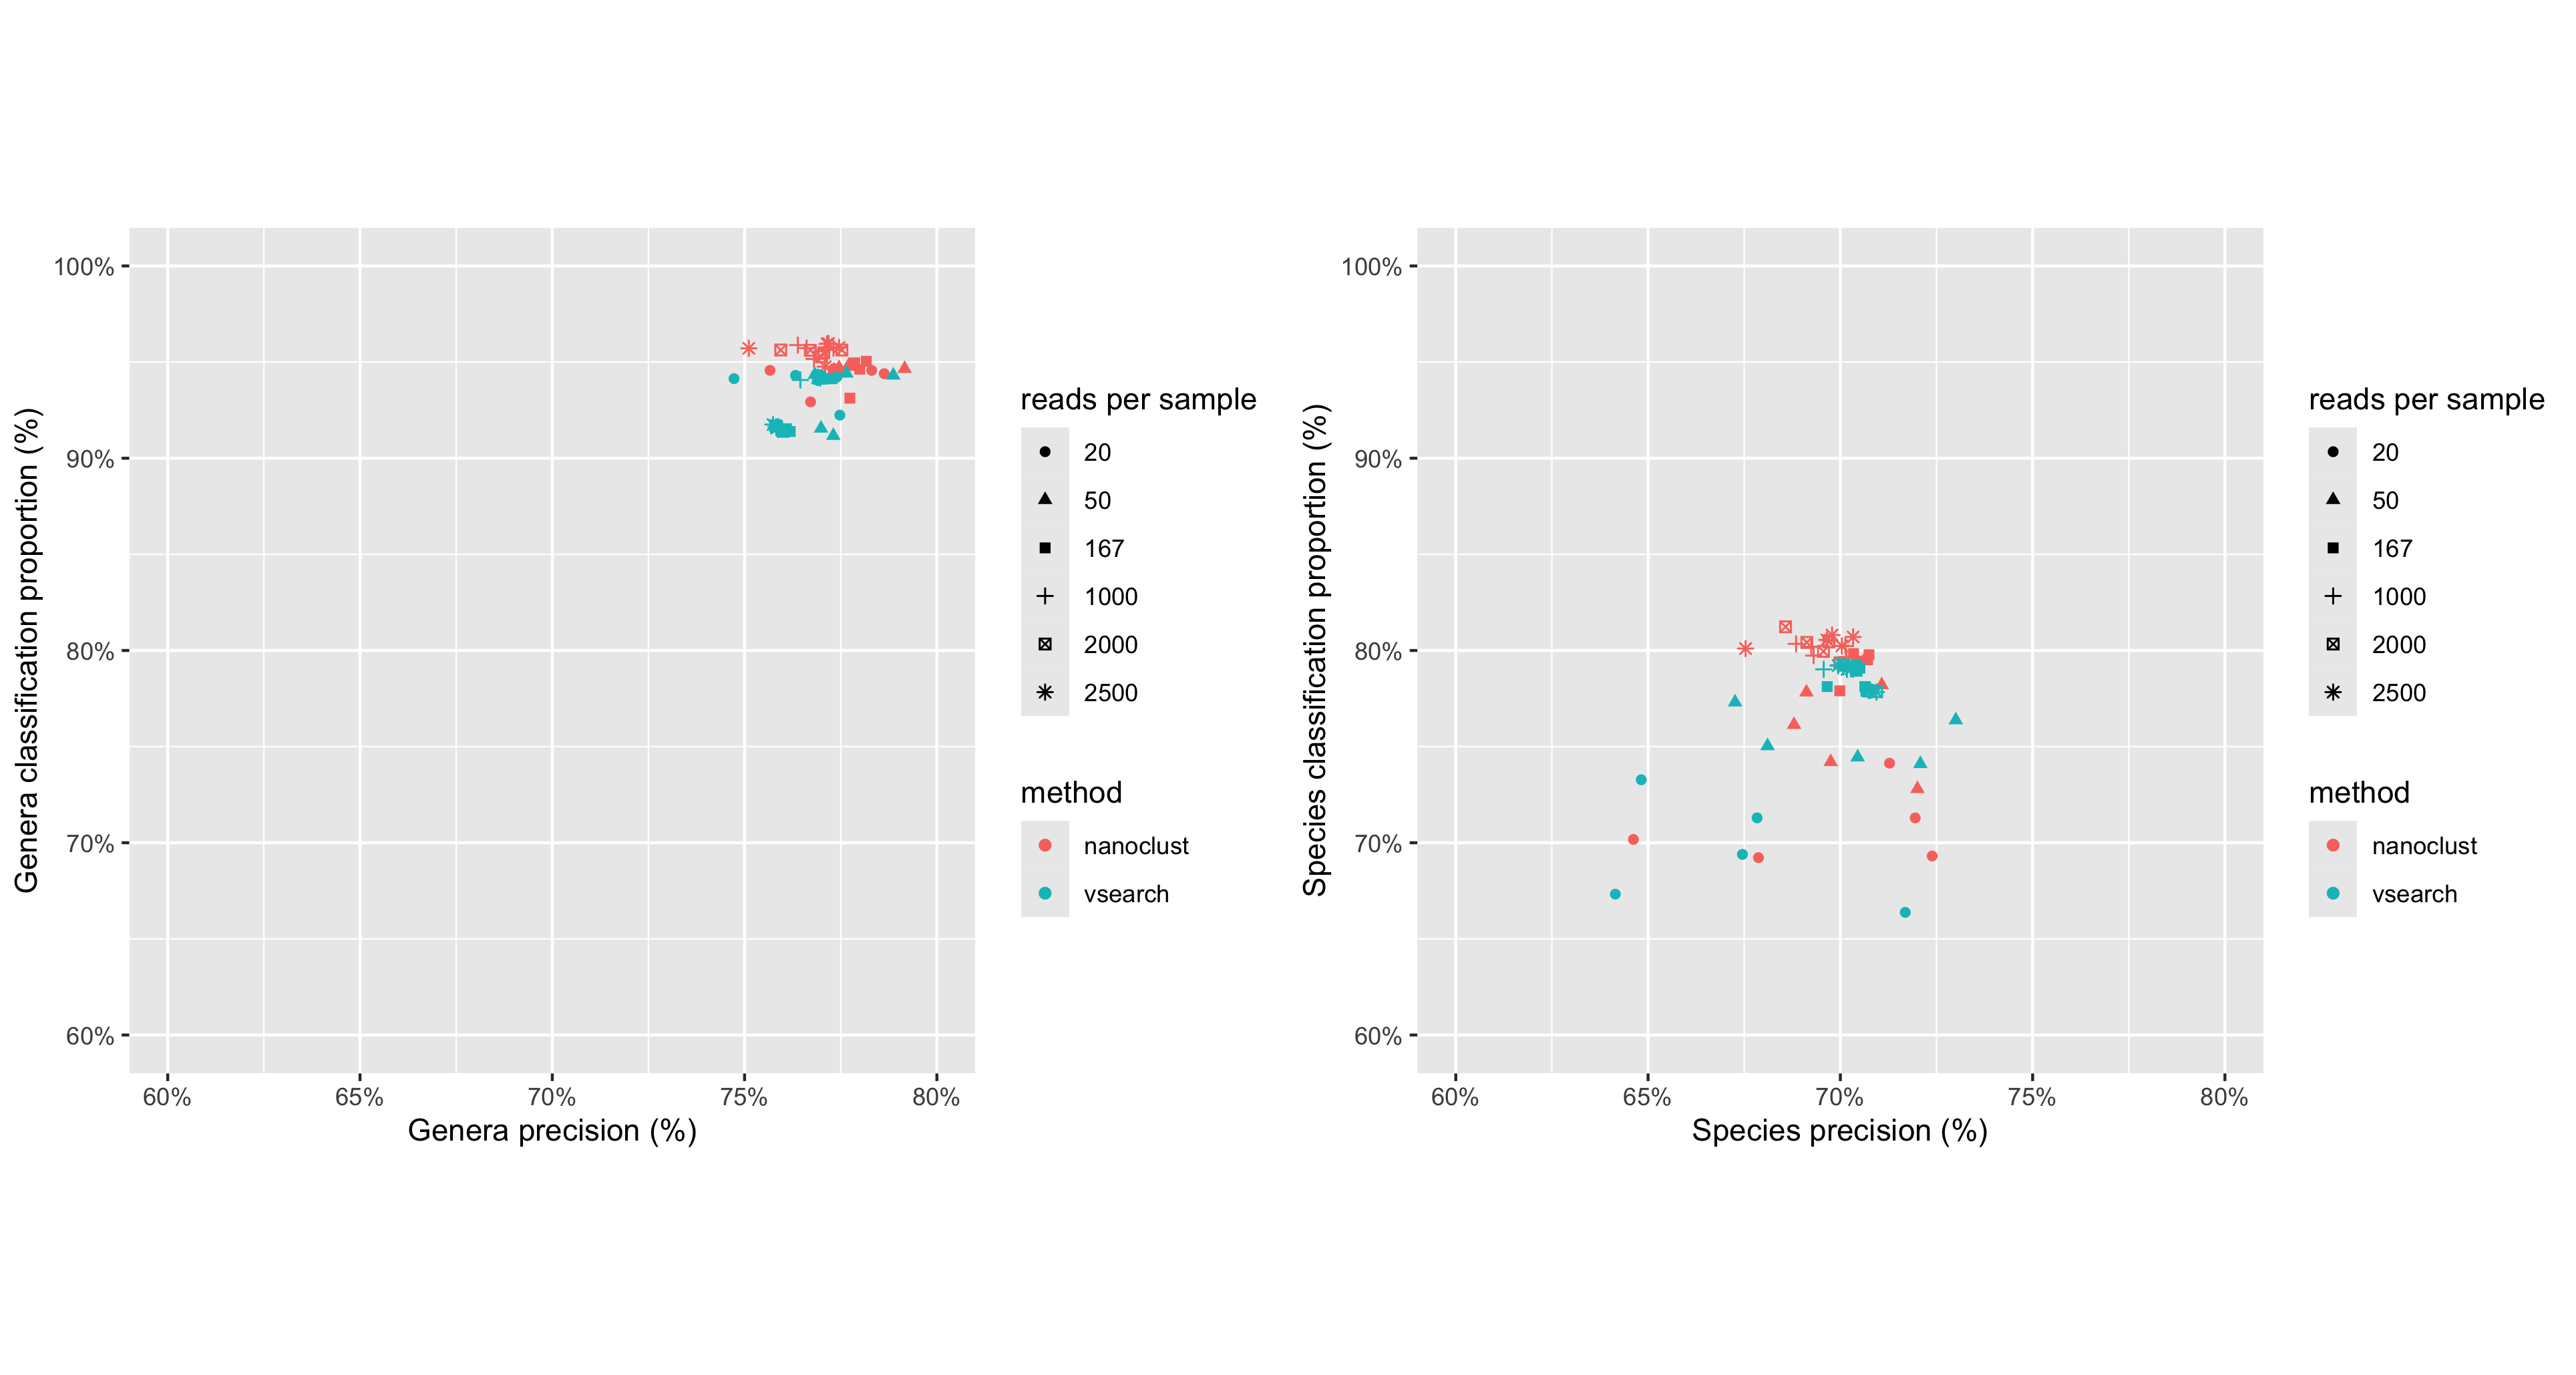 Genera classification proportion (%)
100%
90%
80%
70%
60%
60%
65%
70%
75%
80%
Genera precision (%)
reads per sample
20
50
167
1000
2000
2500
method
nanoclust
vsearch
Species classification proportion (%)
100%
90%
80%
70%
60%
60%
65%
70%
75%
80%
Species precision (%)
reads per sample
20
50
167
1000
2000
2500
method
nanoclust
vsearch